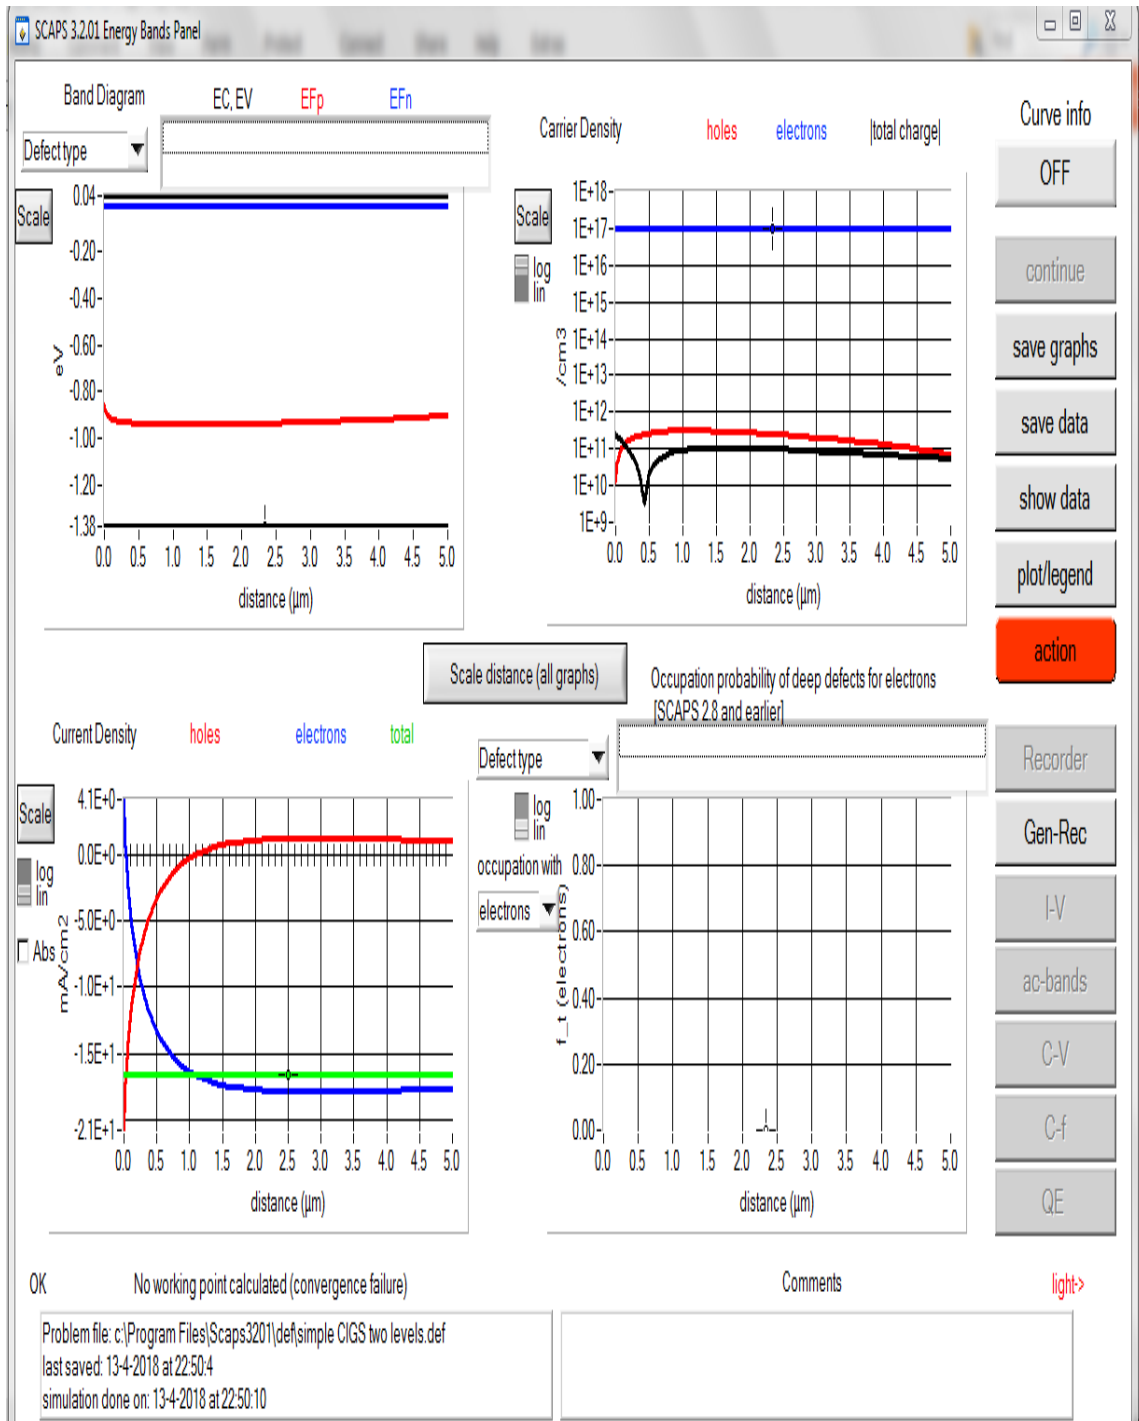 SCAPS 3.2.01 Energy Bands Panel
Band Diagram EC, EV EFp EFn
Defect type
Scale
eV
0.04
-0.20
-0.40
-0.60
-0.80
-1.00
-1.20
-1.38
0.0 0.5 1.0 1.5 2.0 2.5 3.0 3.5 4.0 4.5 5.0
distance (µm)
Carrier Density holes electrons |total charge|
Scale
log
lin
/cm3
1E+18
1E+17
1E+16
1E+15
1E+14
1E+13
1E+12
1E+11
1E+10
1E+9
0.0 0.5 1.0 1.5 2.0 2.5 3.0 3.5 4.0 4.5 5.0
distance (µm)
Curve info
OFF
continue
save graphs
save data
show data
plot/legend
action
Scale distance (all graphs)
Current Density holes electrons total
Scale
log
lin
Abs
mA/cm2
4.1E+0
0.0E+0
-5.0E+0
-1.0E+1
-1.5E+1
-2.1E+1
0.0 0.5 1.0 1.5 2.0 2.5 3.0 3.5 4.0 4.5 5.0
distance (µm)
Occupation probability of deep defects for electrons
[SCAPS 2.8 and earlier]
Defect type
log
lin
occupation with
electrons
f_t (electrons)
1.00
0.80
0.60
0.40
0.20
0.00
0.0 0.5 1.0 1.5 2.0 2.5 3.0 3.5 4.0 4.5 5.0
distance (µm)
Recorder
Gen-Rec
I-V
ac-bands
C-V
C-f
QE
OK No working point calculated (convergence failure)
Comments
light->
Problem file: c:\Program Files\Scaps3201\def\simple CIGS two levels.def
last saved: 13-4-2018 at 22:50:4
simulation done on: 13-4-2018 at 22:50:10